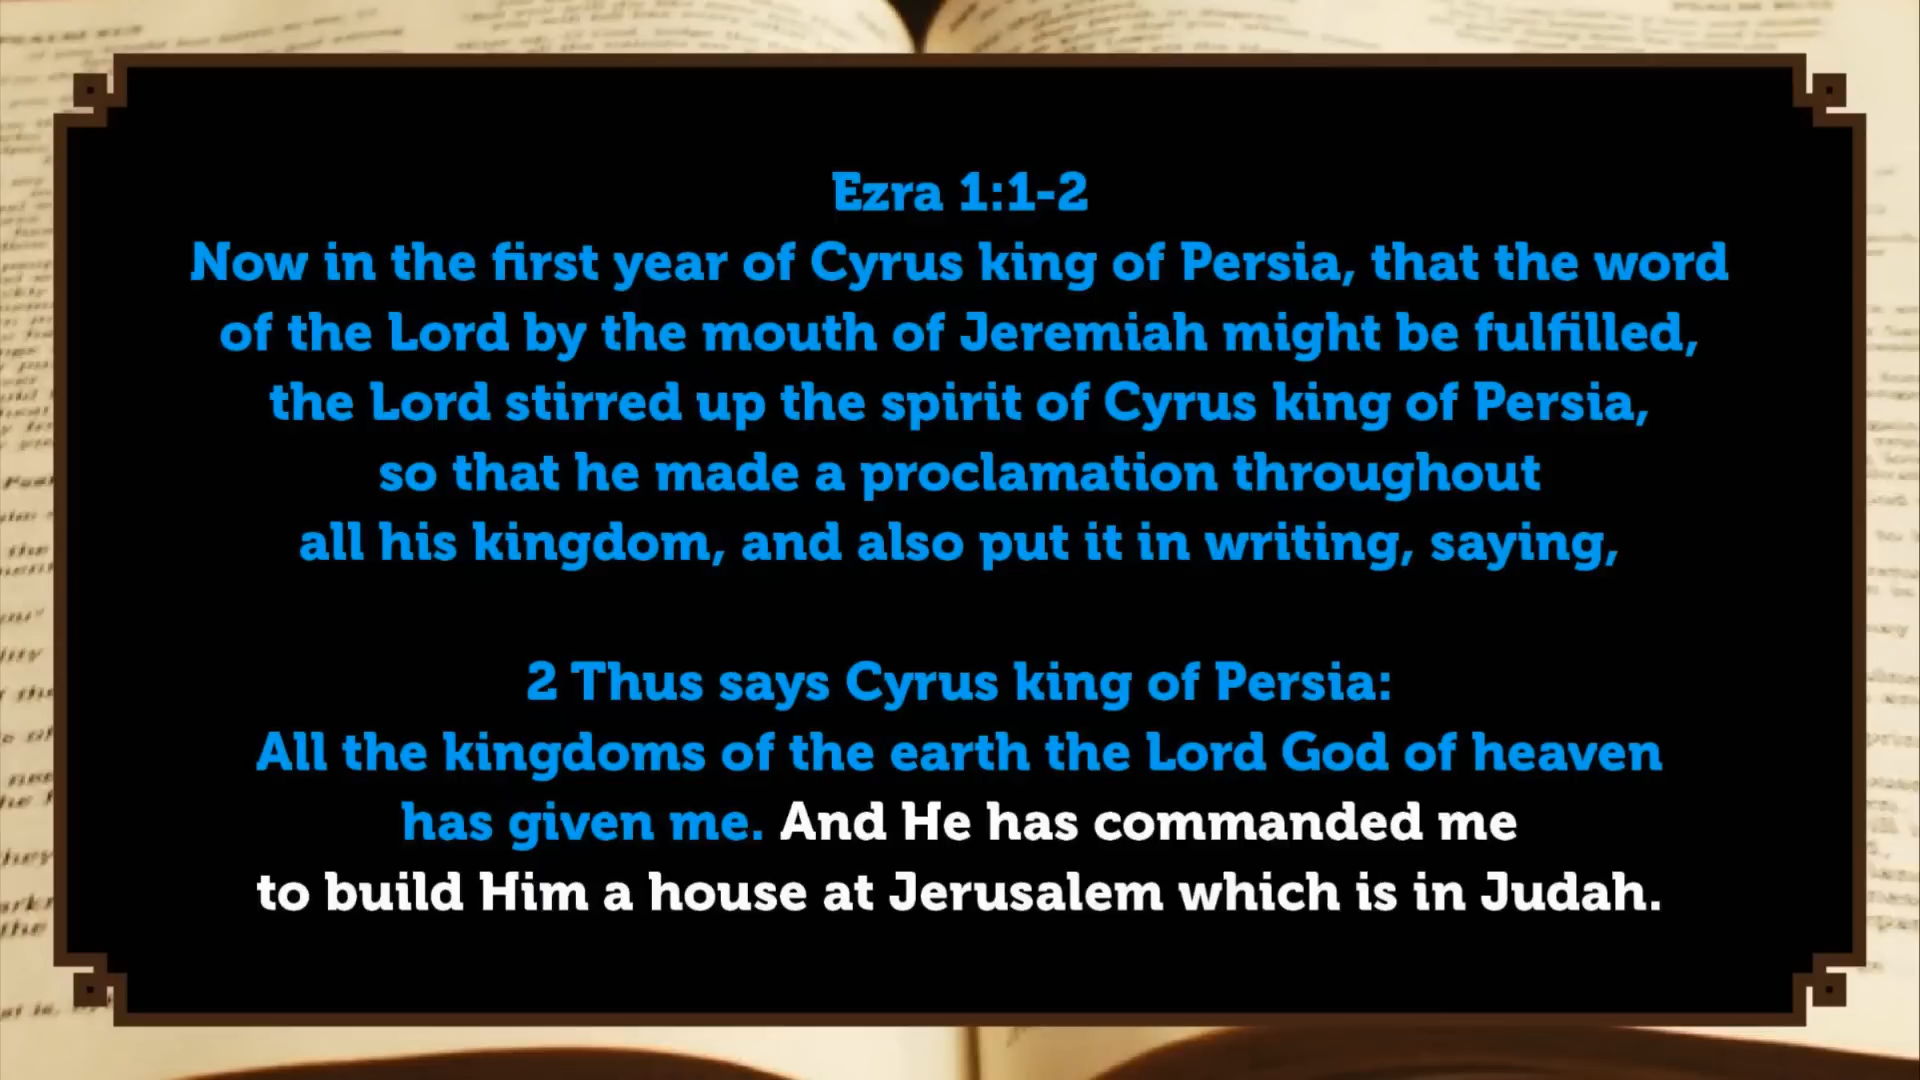 Ezra 1:1-2
Now in the first year of Cyrus king of Persia, that the word
of the Lord by the mouth of Jeremiah might be fulfilled,
the Lord stirred up the spirit of Cyrus king of Persia,
so that he made a proclamation throughout
all his kingdom, and also put it in writing, saying,
2 Thus says Cyrus king of Persia:
All the kingdoms of the earth the Lord God of heaven
has given me. And He has commanded me
to build Him a house at Jerusalem which is in Judah.